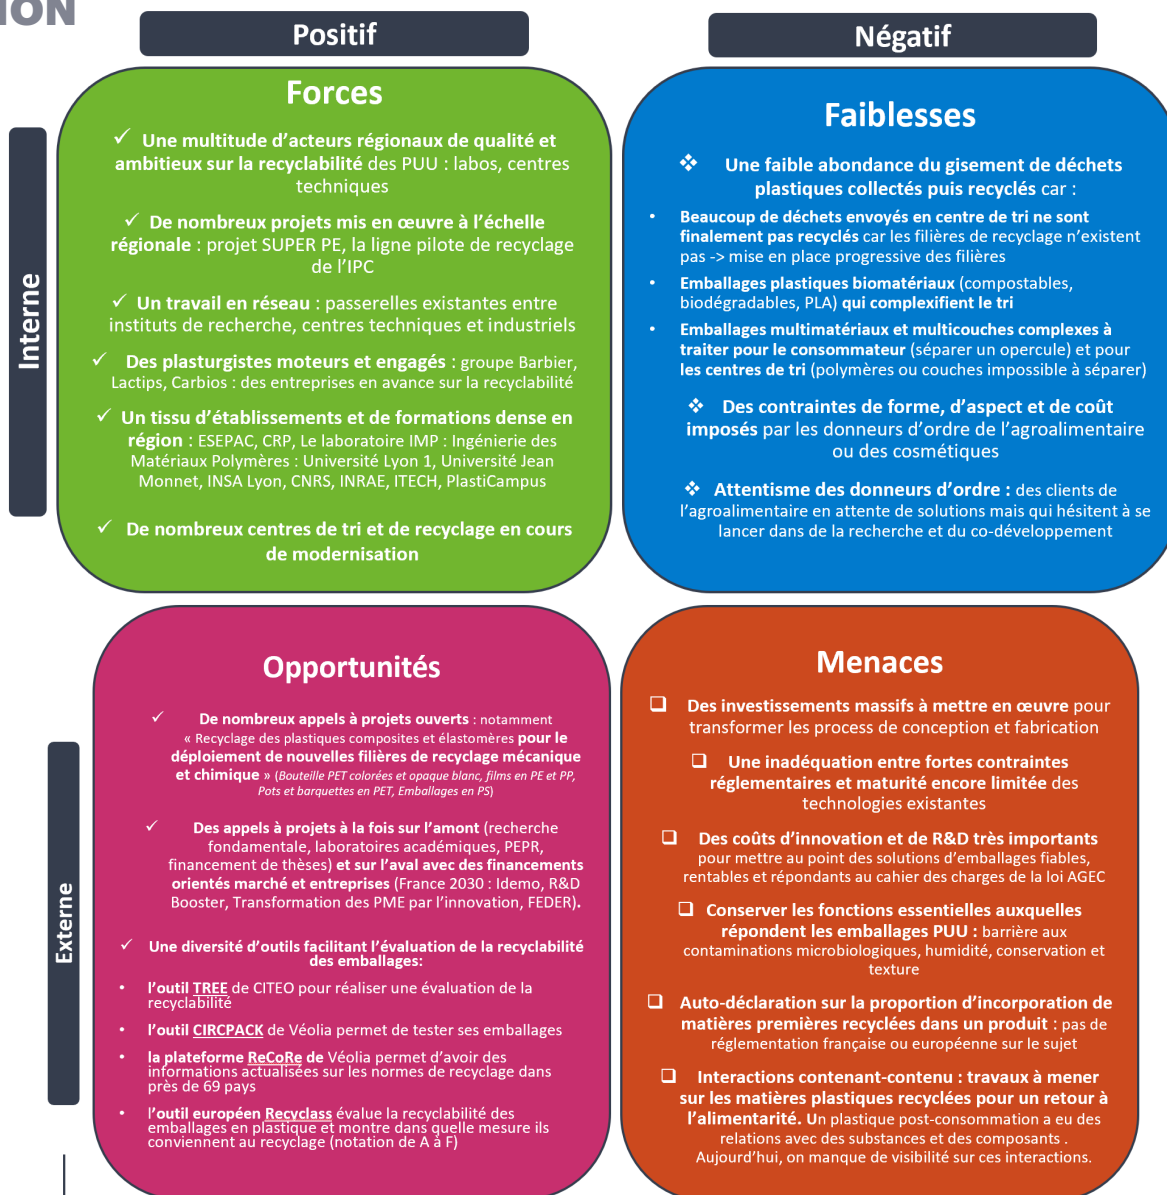 ION
Positif
Négatif
Interne
Forces
✓ Une multitude d'acteurs régionaux de qualité et
ambitieux sur la recyclabilité des PUU : labos, centres
techniques
✓ De nombreux projets mis en œuvre à l'échelle
régionale : projet SUPER PE, la ligne pilote de recyclage
de l'IPC
✓ Un travail en réseau : passerelles existantes entre
instituts de recherche, centres techniques et industriels
✓ Des plasturgistes moteurs et engagés : groupe Barbier,
Lactips, Carbios : des entreprises en avance sur la recyclabilité
✓ Un tissu d'établissements et de formations dense en
région : ESEPAC, CRP, Le laboratoire IMP : Ingénierie des
Matériaux Polymères : Université Lyon 1, Université Jean
Monnet, INSA Lyon, CNRS, INRAE, ITECH, PlastiCampus
✓ De nombreux centres de tri et de recyclage en cours
de modernisation
Faiblesses
❖ Une faible abondance du gisement de déchets
plastiques collectés puis recyclés car :
• Beaucoup de déchets envoyés en centre de tri ne sont
finalement pas recyclés car les filières de recyclage n'existent
pas -> mise en place progressive des filières
• Emballages plastiques biomatériaux (compostables,
biodégradables, PLA) qui complexifient le tri
• Emballages multimatériaux et multicouches complexes à
traiter pour le consommateur (séparer un opercule) et pour
les centres de tri (polymères ou couches impossible à séparer)
❖ Des contraintes de forme, d'aspect et de coût
imposés par les donneurs d'ordre de l'agroalimentaire
ou des cosmétiques
❖ Attentisme des donneurs d'ordre : des clients de
l'agroalimentaire en attente de solutions mais qui hésitent à se
lancer dans de la recherche et du co-développement
Externe
Opportunités
✓ De nombreux appels à projets ouverts : notamment
« Recyclage des plastiques composites et élastomères pour le
déploiement de nouvelles filières de recyclage mécanique
et chimique » (Bouteille PET colorées et opaque blanc, films en PE et PP,
Pots et barquettes en PET, Emballages en PS)
✓ Des appels à projets à la fois sur l'amont (recherche
fondamentale, laboratoires académiques, PEPR,
financement de thèses) et sur l'aval avec des financements
orientés marché et entreprises (France 2030 : Idemo, R&D
Booster, Transformation des PME par l'innovation, FEDER).
✓ Une diversité d'outils facilitant l'évaluation de la recyclabilité
des emballages:
• l'outil TREE de CITEO pour réaliser une évaluation de la
recyclabilité
• l'outil CIRCPACK de Véolia permet de tester ses emballages
• la plateforme ReCoRe de Véolia permet d'avoir des
informations actualisées sur les normes de recyclage dans
près de 69 pays
• l'outil européen Recyclass évalue la recyclabilité des
emballages en plastique et montre dans quelle mesure ils
conviennent au recyclage (notation de A à F)
Menaces
❑ Des investissements massifs à mettre en œuvre pour
transformer les process de conception et fabrication
❑ Une inadéquation entre fortes contraintes
réglementaires et maturité encore limitée des
technologies existantes
❑ Des coûts d'innovation et de R&D très importants
pour mettre au point des solutions d'emballages fiables,
rentables et répondants au cahier des charges de la loi AGEC
❑ Conserver les fonctions essentielles auxquelles
répondent les emballages PUU : barrière aux
contaminations microbiologiques, humidité, conservation et
texture
❑ Auto-déclaration sur la proportion d'incorporation de
matières premières recyclées dans un produit : pas de
réglementation française ou européenne sur le sujet
❑ Interactions contenant-contenu : travaux à mener
sur les matières plastiques recyclées pour un retour à
l'alimentarité. Un plastique post-consommation a eu des
relations avec des substances et des composants .
Aujourd'hui, on manque de visibilité sur ces interactions.